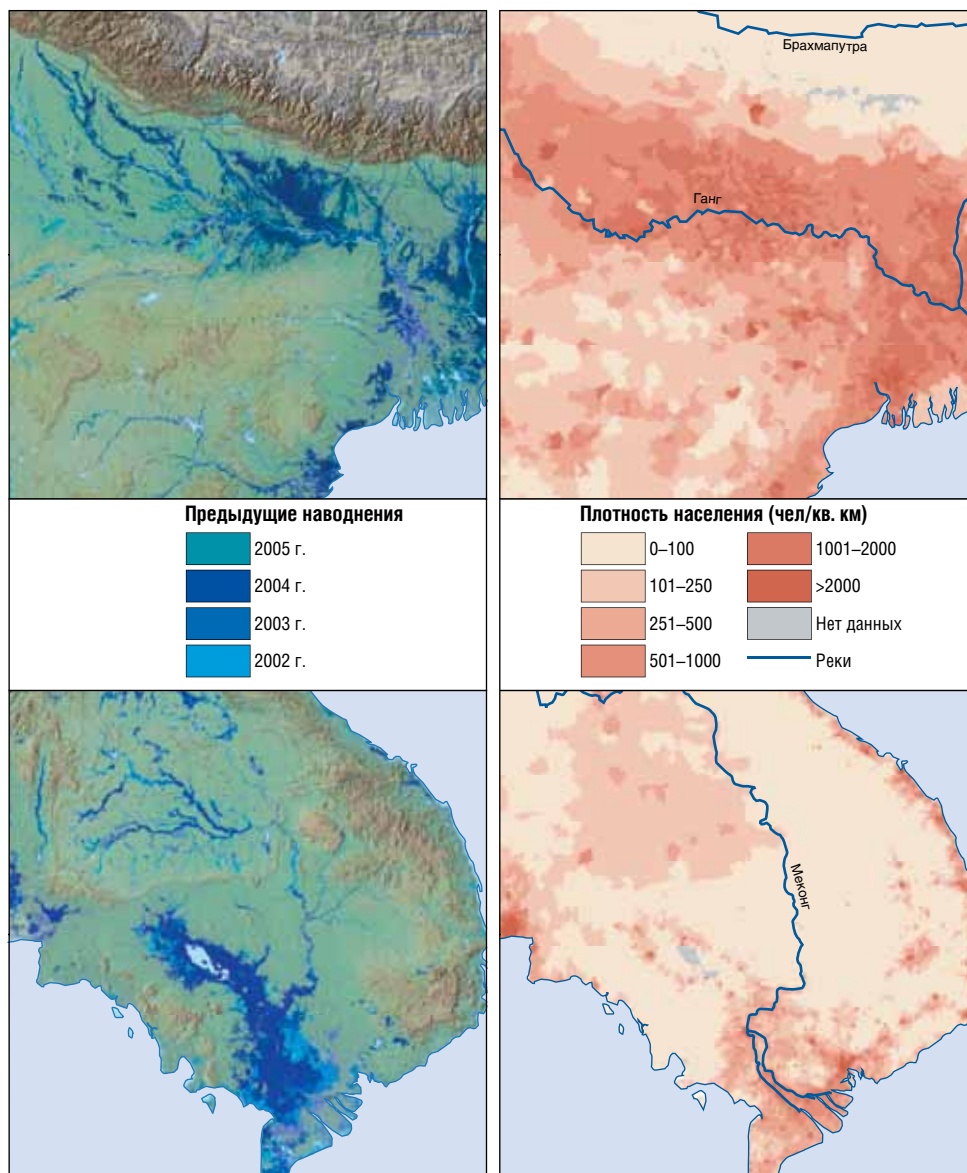 Брахмапутра
Ганг
Предыдущие наводнения
2005 г.
2004 г.
2003 г.
2002 г.
Плотность населения (чел/кв. км)
0–100
101–250
251–500
501–1000
1001–2000
>2000
Нет данных
Реки
Меконг